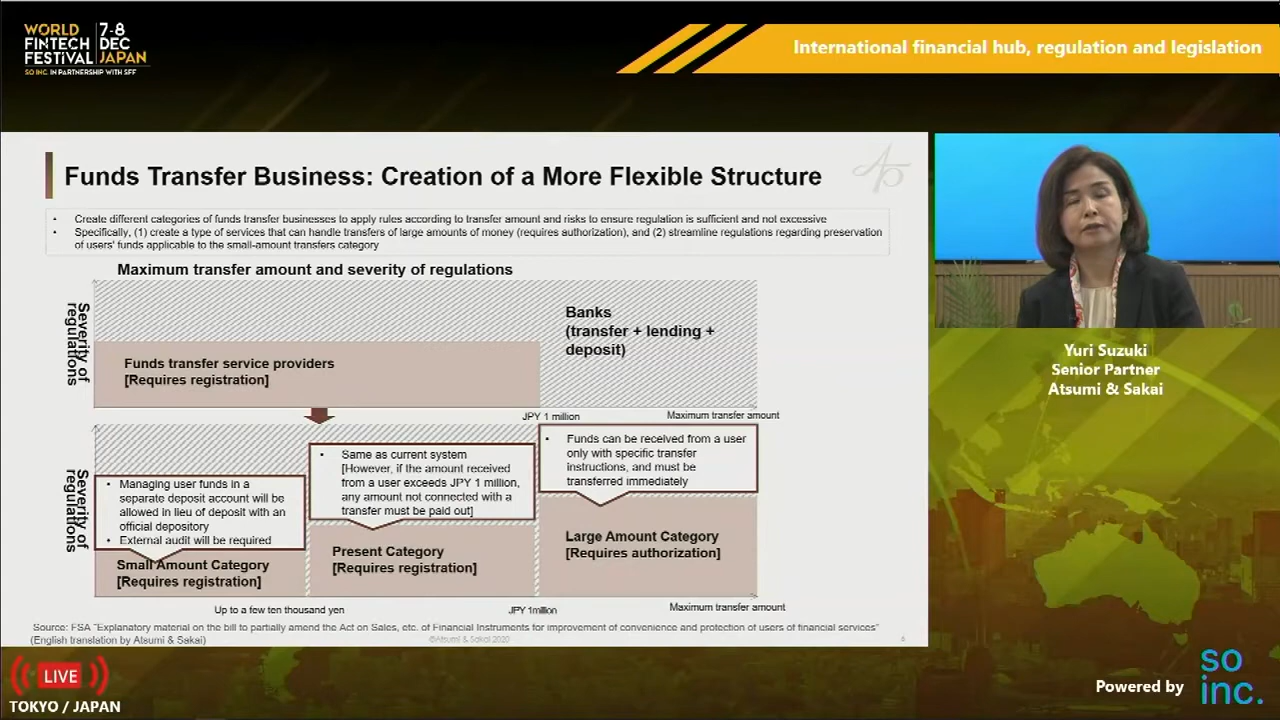 WORLD
FINTECH
FESTIVAL
7-8
DEC
JAPAN
SO INC. IN PARTNERSHIP WITH SFF
International financial hub, regulation and legislation
Funds Transfer Business: Creation of a More Flexible Structure
• Create different categories of funds transfer businesses to apply rules according to transfer amount and risks to ensure regulation is sufficient and not excessive
• Specifically, (1) create a type of services that can handle transfers of large amounts of money (requires authorization), and (2) streamline regulations regarding preservation
of users' funds applicable to the small-amount transfers category
Maximum transfer amount and severity of regulations
Severity of
regulations
Banks
(transfer + lending +
deposit)
Funds transfer service providers
[Requires registration]
JPY 1 million
Maximum transfer amount
Severity of
regulations
• Managing user funds in a
separate deposit account will be
allowed in lieu of deposit with an
official depository
• External audit will be required
Small Amount Category
[Requires registration]
• Same as current system
[However, if the amount received
from a user exceeds JPY 1 million,
any amount not connected with a
transfer must be paid out]
Present Category
[Requires registration]
• Funds can be received from a user
only with specific transfer
instructions, and must be
transferred immediately
Large Amount Category
[Requires authorization]
Up to a few ten thousand yen
JPY 1million
Maximum transfer amount
Source: FSA "Explanatory material on the bill to partially amend the Act on Sales, etc. of Financial Instruments for improvement of convenience and protection of users of financial services"
(English translation by Atsumi & Sakai)
©Atsumi & Sakai 2020
6
Yuri Suzuki
Senior Partner
Atsumi & Sakai
LIVE
TOKYO / JAPAN
Powered by
so
inc.